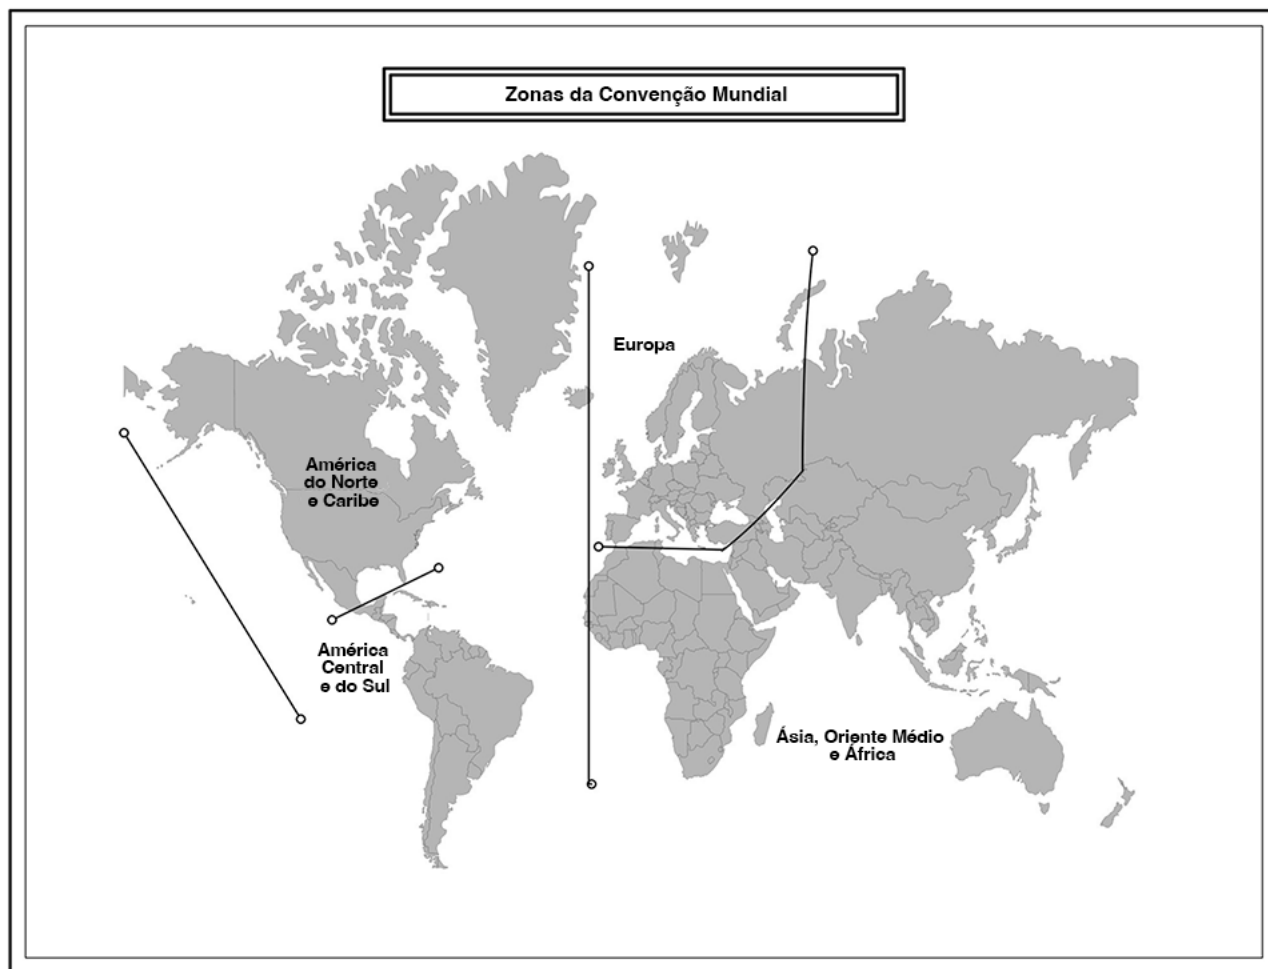 Zonas da Convenção Mundial
Europa
América
do Norte
e Caribe
América
Central
e do Sul
Ásia, Oriente Médio
e África